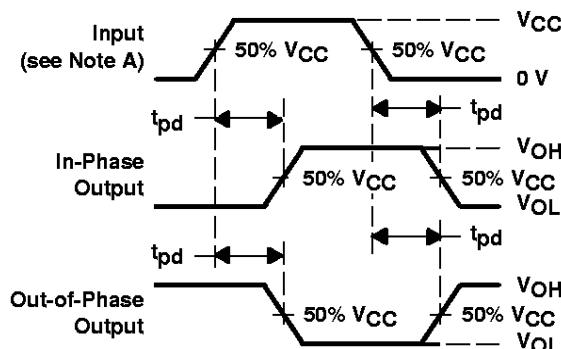 Input
(see Note A)
50% VCC
50% VCC
VCC
0 V
tpd
tpd
In-Phase
Output
50% VCC
VOH
50% VCC
VOL
tpd
tpd
Out-of-Phase
Output
50% VCC
VOH
50% VCC
VOL